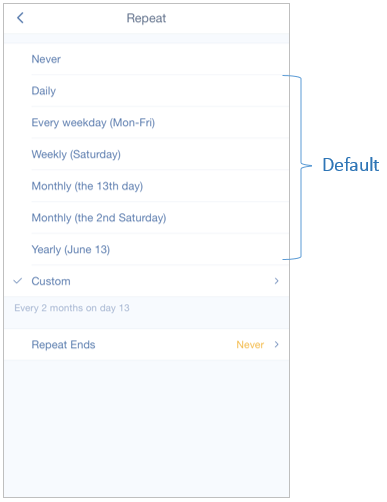 Repeat
Never
Daily
Every weekday (Mon-Fri)
Weekly (Saturday)
Monthly (the 13th day)
Monthly (the 2nd Saturday)
Yearly (June 13)
Default
Custom
Every 2 months on day 13
Repeat Ends Never